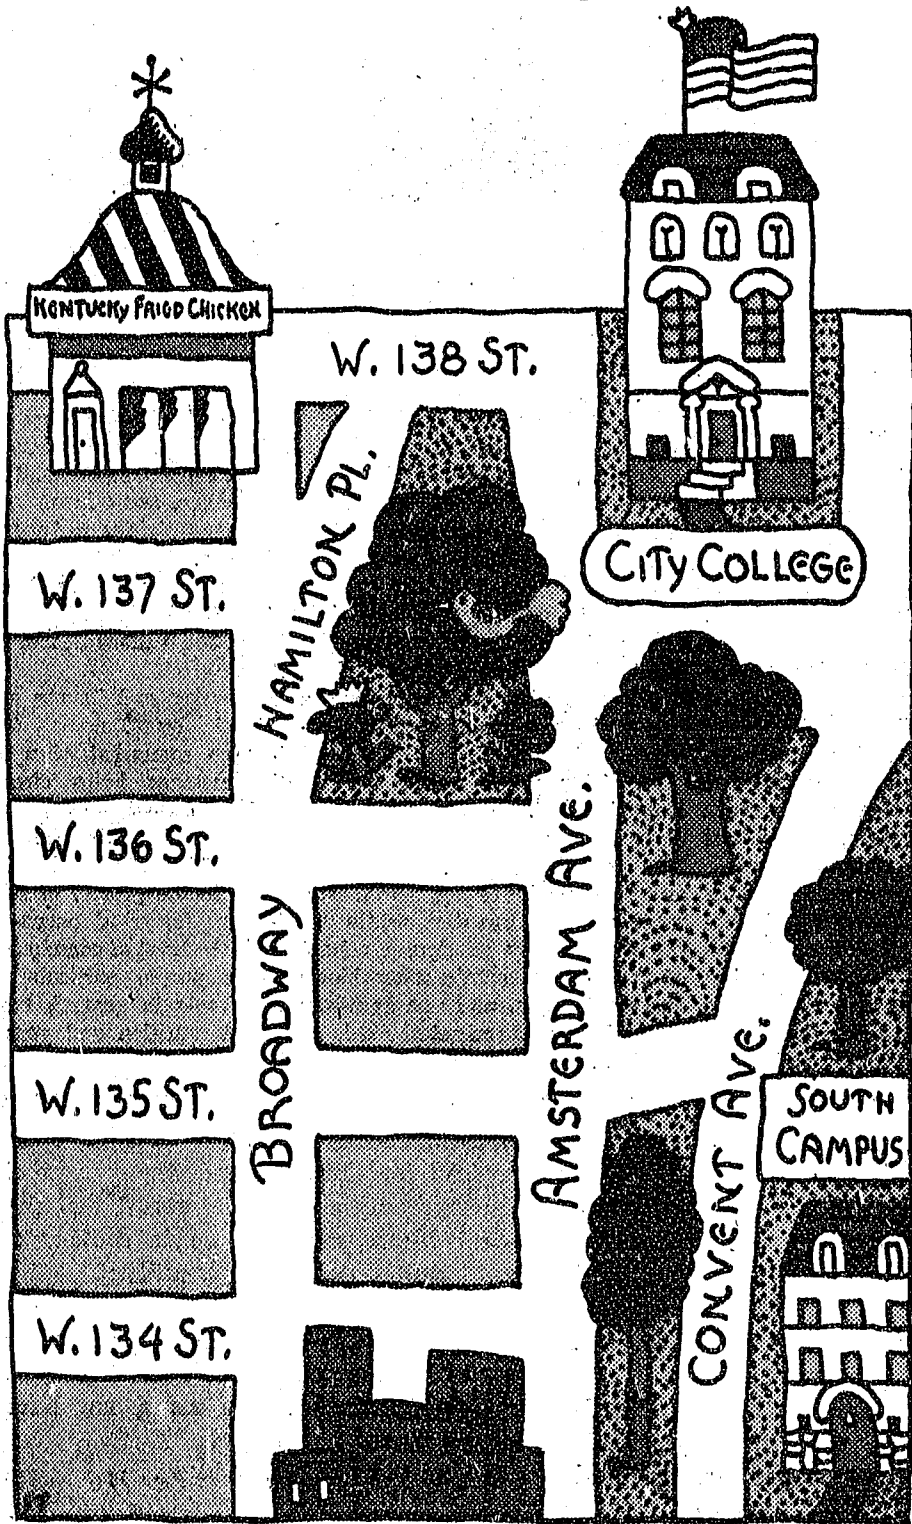 KENTUCKY FRIED CHICKEN
W. 138 ST.
HAMILTON PL.
CITY COLLEGE
W. 137 ST.
W. 136 ST.
AMSTERDAM AVE.
BROADWAY
CONVENT AVE.
W. 135 ST.
SOUTH
CAMPUS
W. 134 ST.